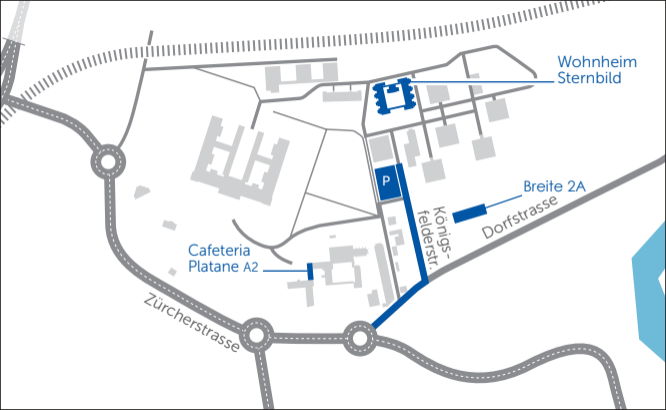 Wohnheim
Sternbild
P
Breite 2A
Königs-
felderstr.
Dorfstrasse
Cafeteria
Platane A2
Zürcherstrasse